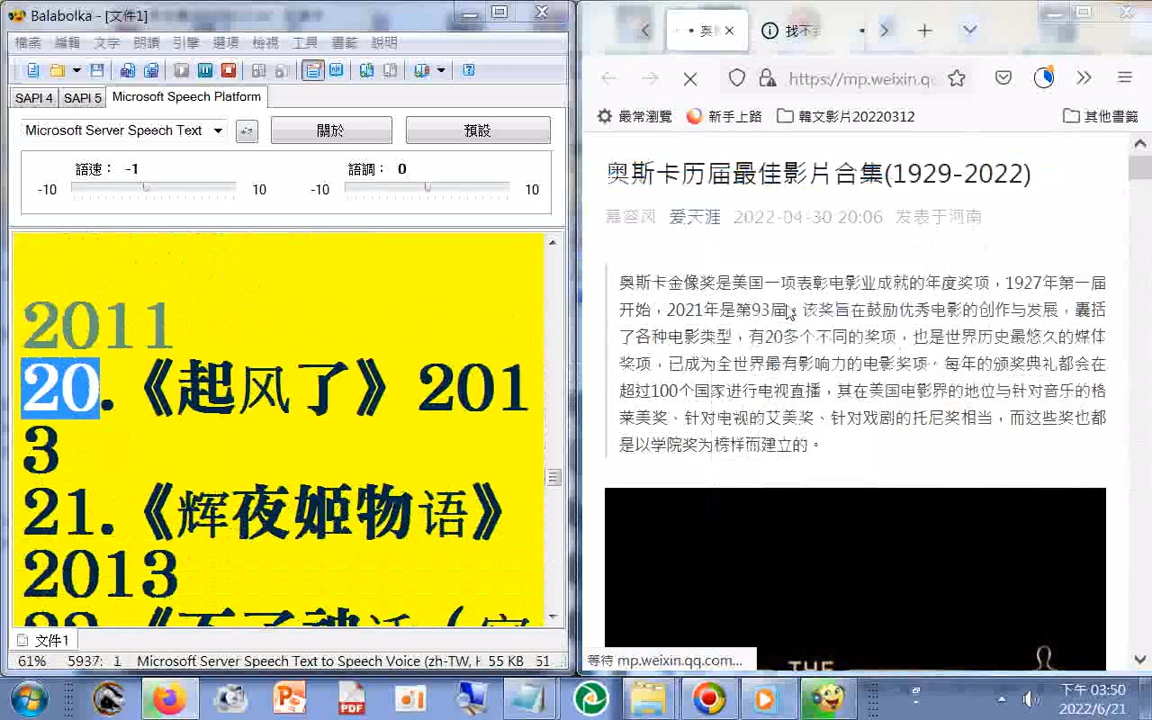 Balabolka - [文件1]
檔案 編輯 文字 朗讀 引擎 選項 檢視 工具 書籤 說明
SAPI 4 SAPI 5 Microsoft Speech Platform
Microsoft Server Speech Text 關於 預設
語速： -1 語調： 0
-10 10 -10 10
2011
20.《起风了》201
3
21.《辉夜姬物语》
2013
文件1
61% 5937: 1 Microsoft Server Speech Text to Speech Voice (zh-TW, H 55 KB 51
奥 找不
https://mp.weixin.q
最常瀏覽 新手上路 韓文影片20220312 其他書籤
奥斯卡历届最佳影片合集(1929-2022)
爱天涯 2022-04-30 20:06 发表于河南
奥斯卡金像奖是美国一项表彰电影业成就的年度奖项，1927年第一届
开始，2021年是第93届，该奖旨在鼓励优秀电影的创作与发展，囊括
了各种电影类型，有20多个不同的奖项，也是世界历史最悠久的媒体
奖项，已成为全世界最有影响力的电影奖项。每年的颁奖典礼都会在
超过100个国家进行电视直播，其在美国电影界的地位与针对音乐的格
莱美奖、针对电视的艾美奖、针对戏剧的托尼奖相当，而这些奖也都
是以学院奖为榜样而建立的。
THE
等待 mp.weixin.qq.com...
PDF
下午 03:50
2022/6/21